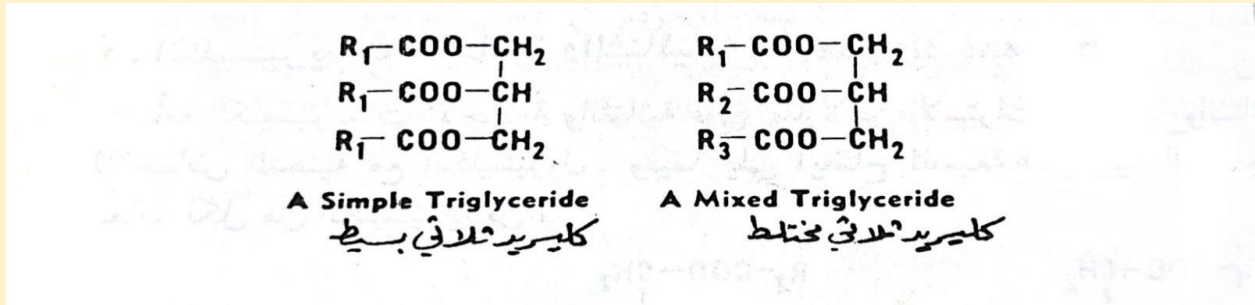 R₁—COO—CH₂
R₁—COO—CH
R₁—COO—CH₂
A Simple Triglyceride
كليسريد ثلاثي بسيط
R₁—COO—CH₂
R₂—COO—CH
R₃—COO—CH₂
A Mixed Triglyceride
كليسريد ثلاثي مختلط